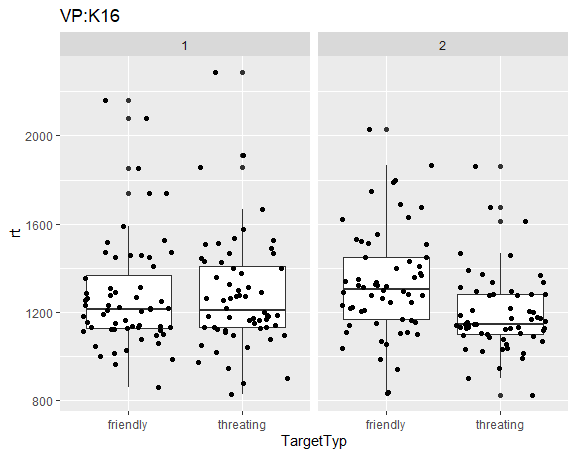 VP:K16
1 2
2000
1600
1200
800
rt
friendly threating friendly threating
TargetTyp